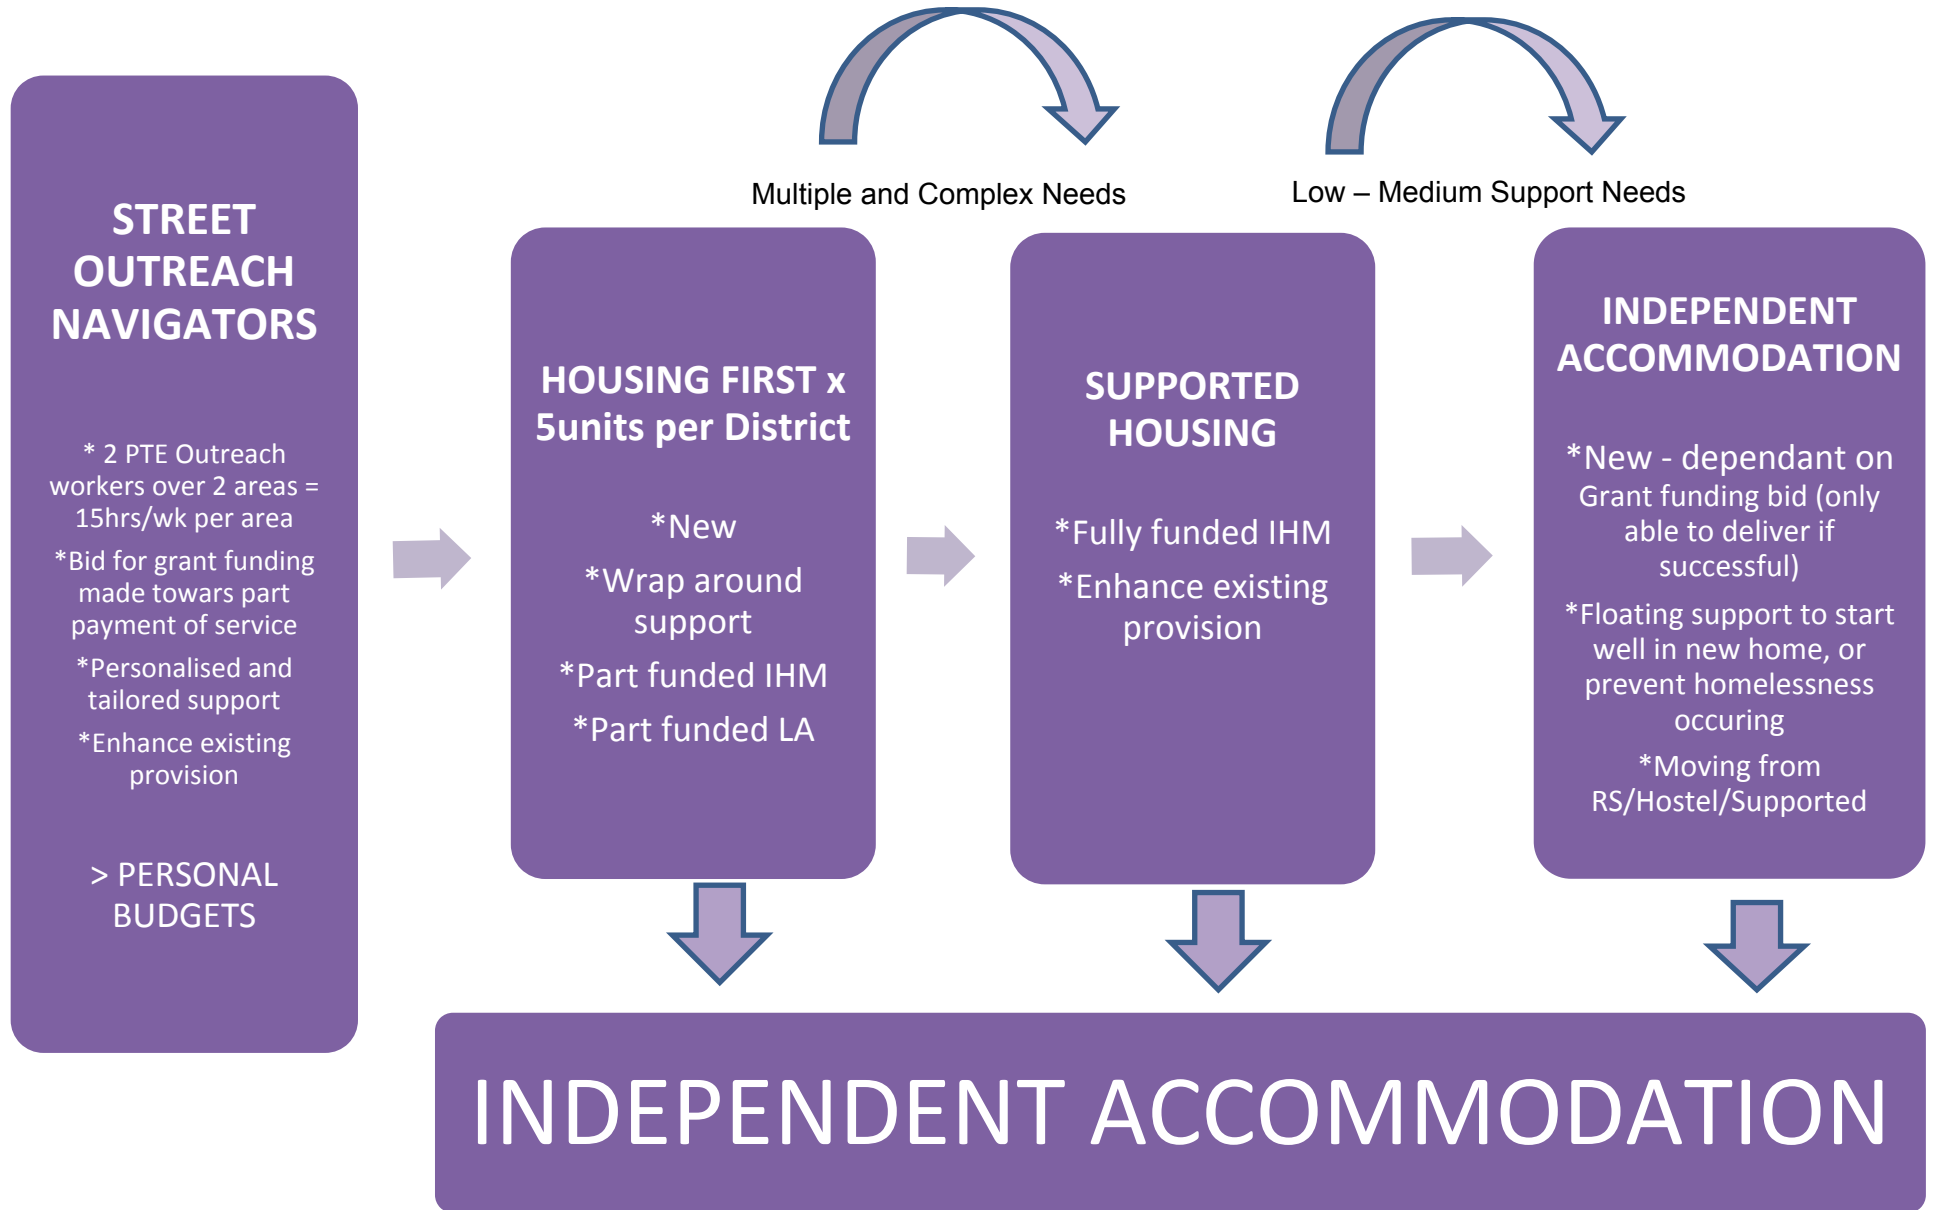 Multiple and Complex Needs
Low – Medium Support Needs
STREET
OUTREACH
NAVIGATORS
* 2 PTE Outreach
workers over 2 areas =
15hrs/wk per area
*Bid for grant funding
made towars part
payment of service
*Personalised and
tailored support
*Enhance existing
provision
> PERSONAL
BUDGETS
HOUSING FIRST x
5units per District
*New
*Wrap around
support
*Part funded IHM
*Part funded LA
SUPPORTED
HOUSING
*Fully funded IHM
*Enhance existing
provision
INDEPENDENT
ACCOMMODATION
*New - dependant on
Grant funding bid (only
able to deliver if
successful)
*Floating support to start
well in new home, or
prevent homelessness
occuring
*Moving from
RS/Hostel/Supported
INDEPENDENT ACCOMMODATION